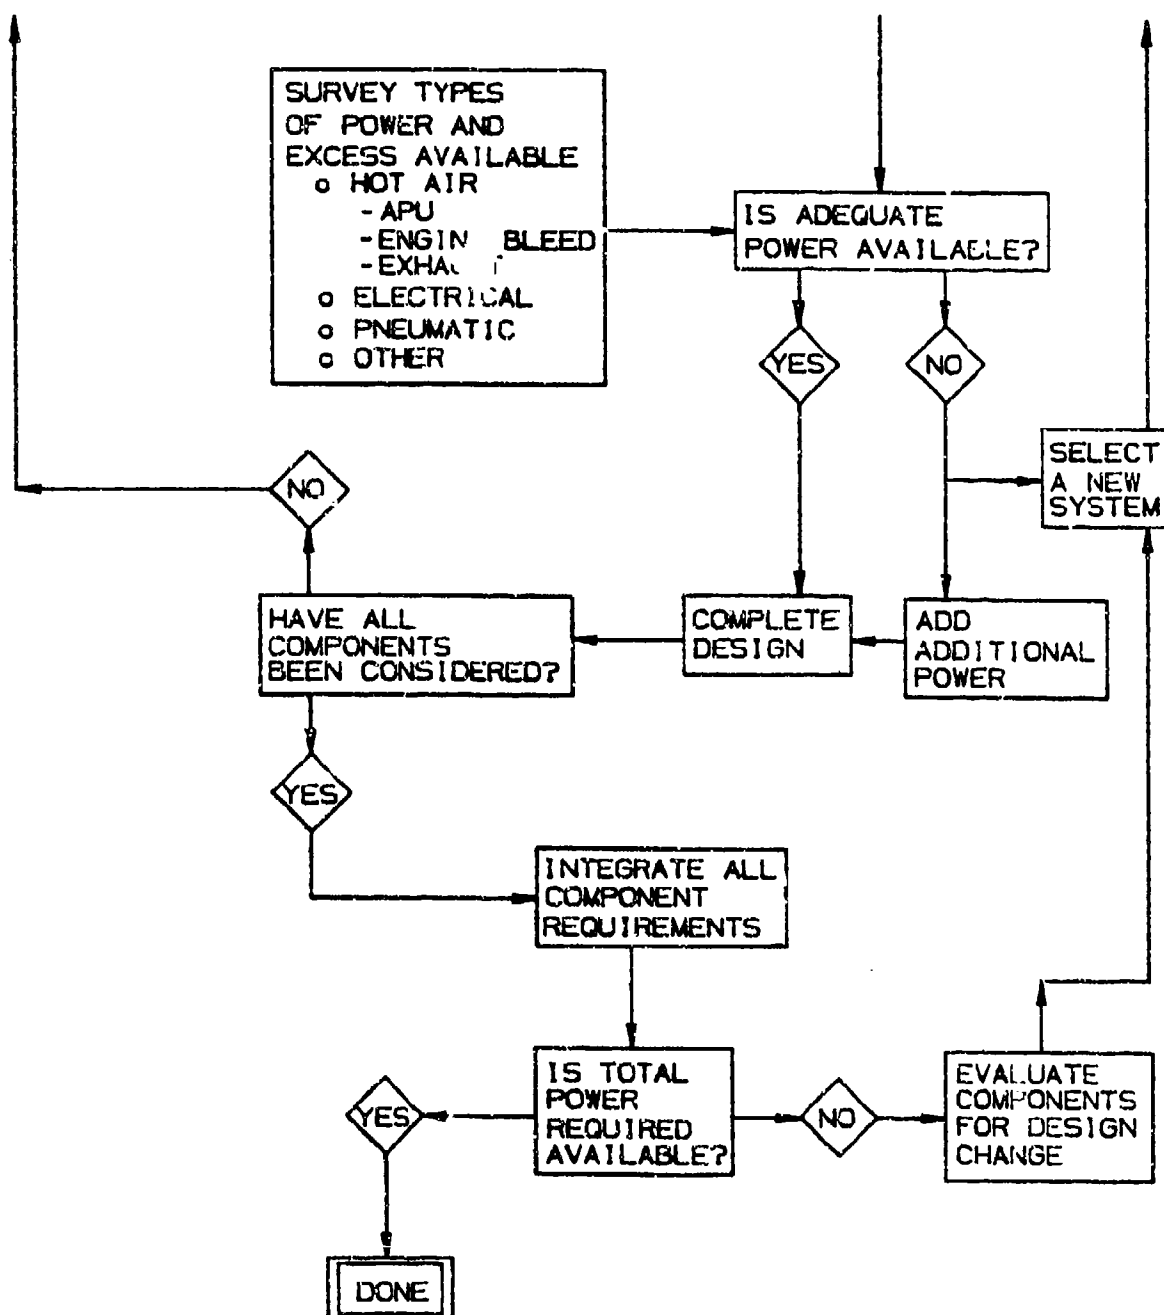 SURVEY TYPES
OF POWER AND
EXCESS AVAILABLE
o HOT AIR
-APU
-ENGIN BLEED
-EXHA T
o ELECTRICAL
o PNEUMATIC
o OTHER
IS ADEQUATE
POWER AVAILABLE?
YES
NO
SELECT
A NEW
SYSTEM
NO
HAVE ALL
COMPONENTS
BEEN CONSIDERED?
COMPLETE
DESIGN
ADD
ADDITIONAL
POWER
YES
INTEGRATE ALL
COMPONENT
REQUIREMENTS
IS TOTAL
POWER
REQUIRED
AVAILABLE?
YES
NO
EVALUATE
COMPONENTS
FOR DESIGN
CHANGE
DONE